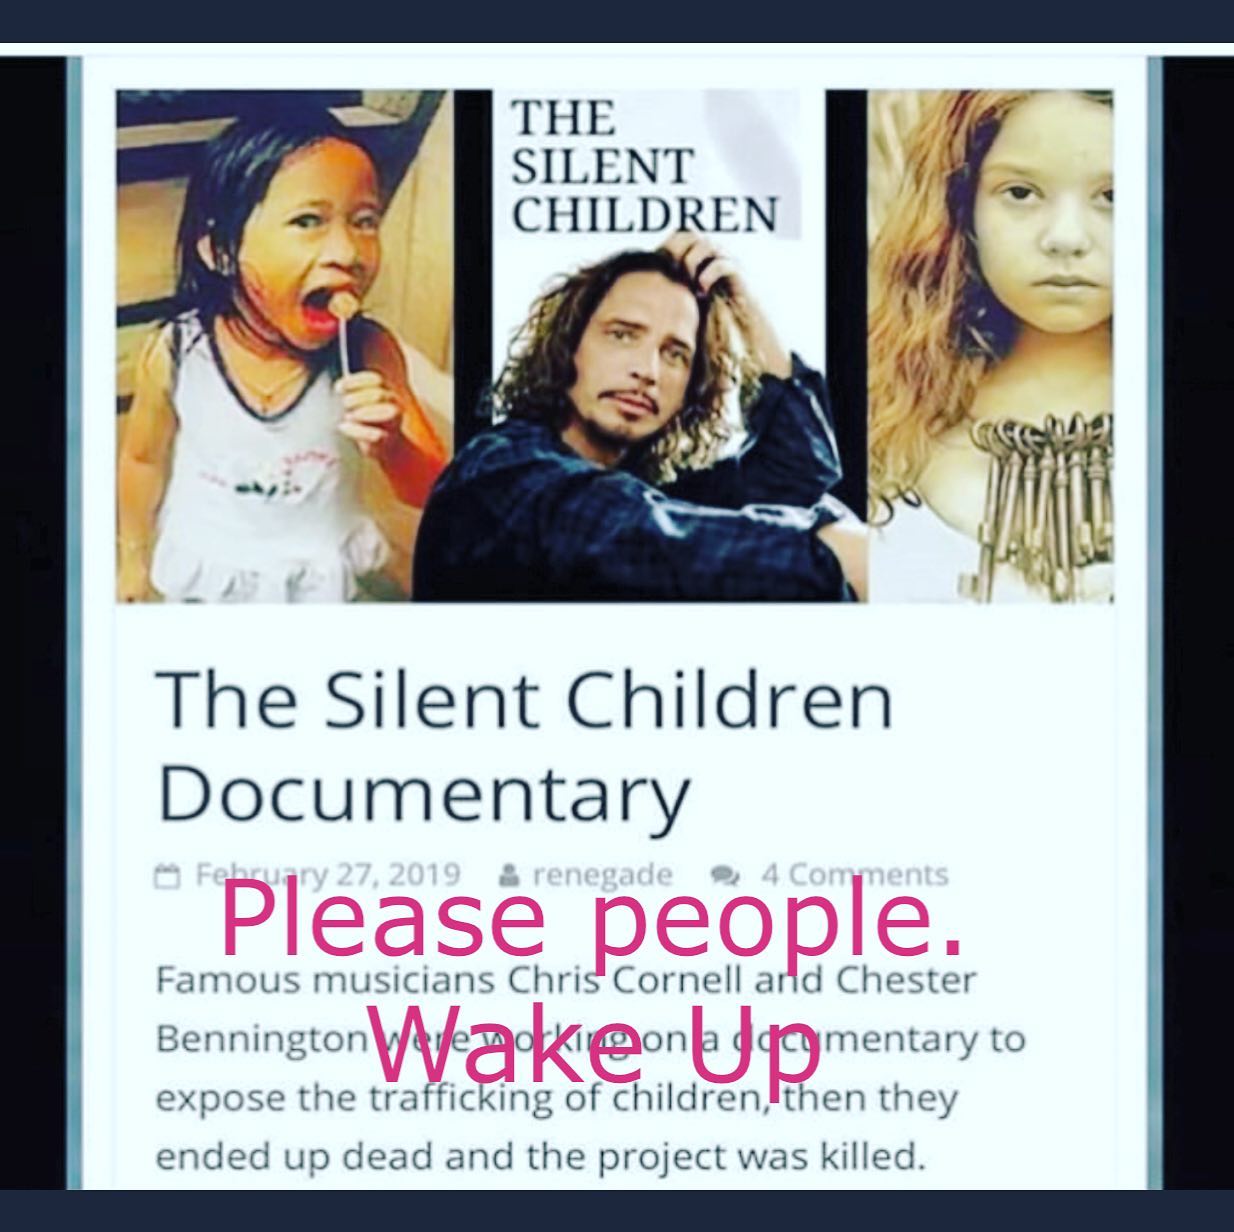 THE
SILENT
CHILDREN
The Silent Children
Documentary
February 27, 2019 renegade 4 Comments
Please people.
Famous musicians Chris Cornell and Chester
Wake Up
Bennington were working on a documentary to
expose the trafficking of children, then they
ended up dead and the project was killed.